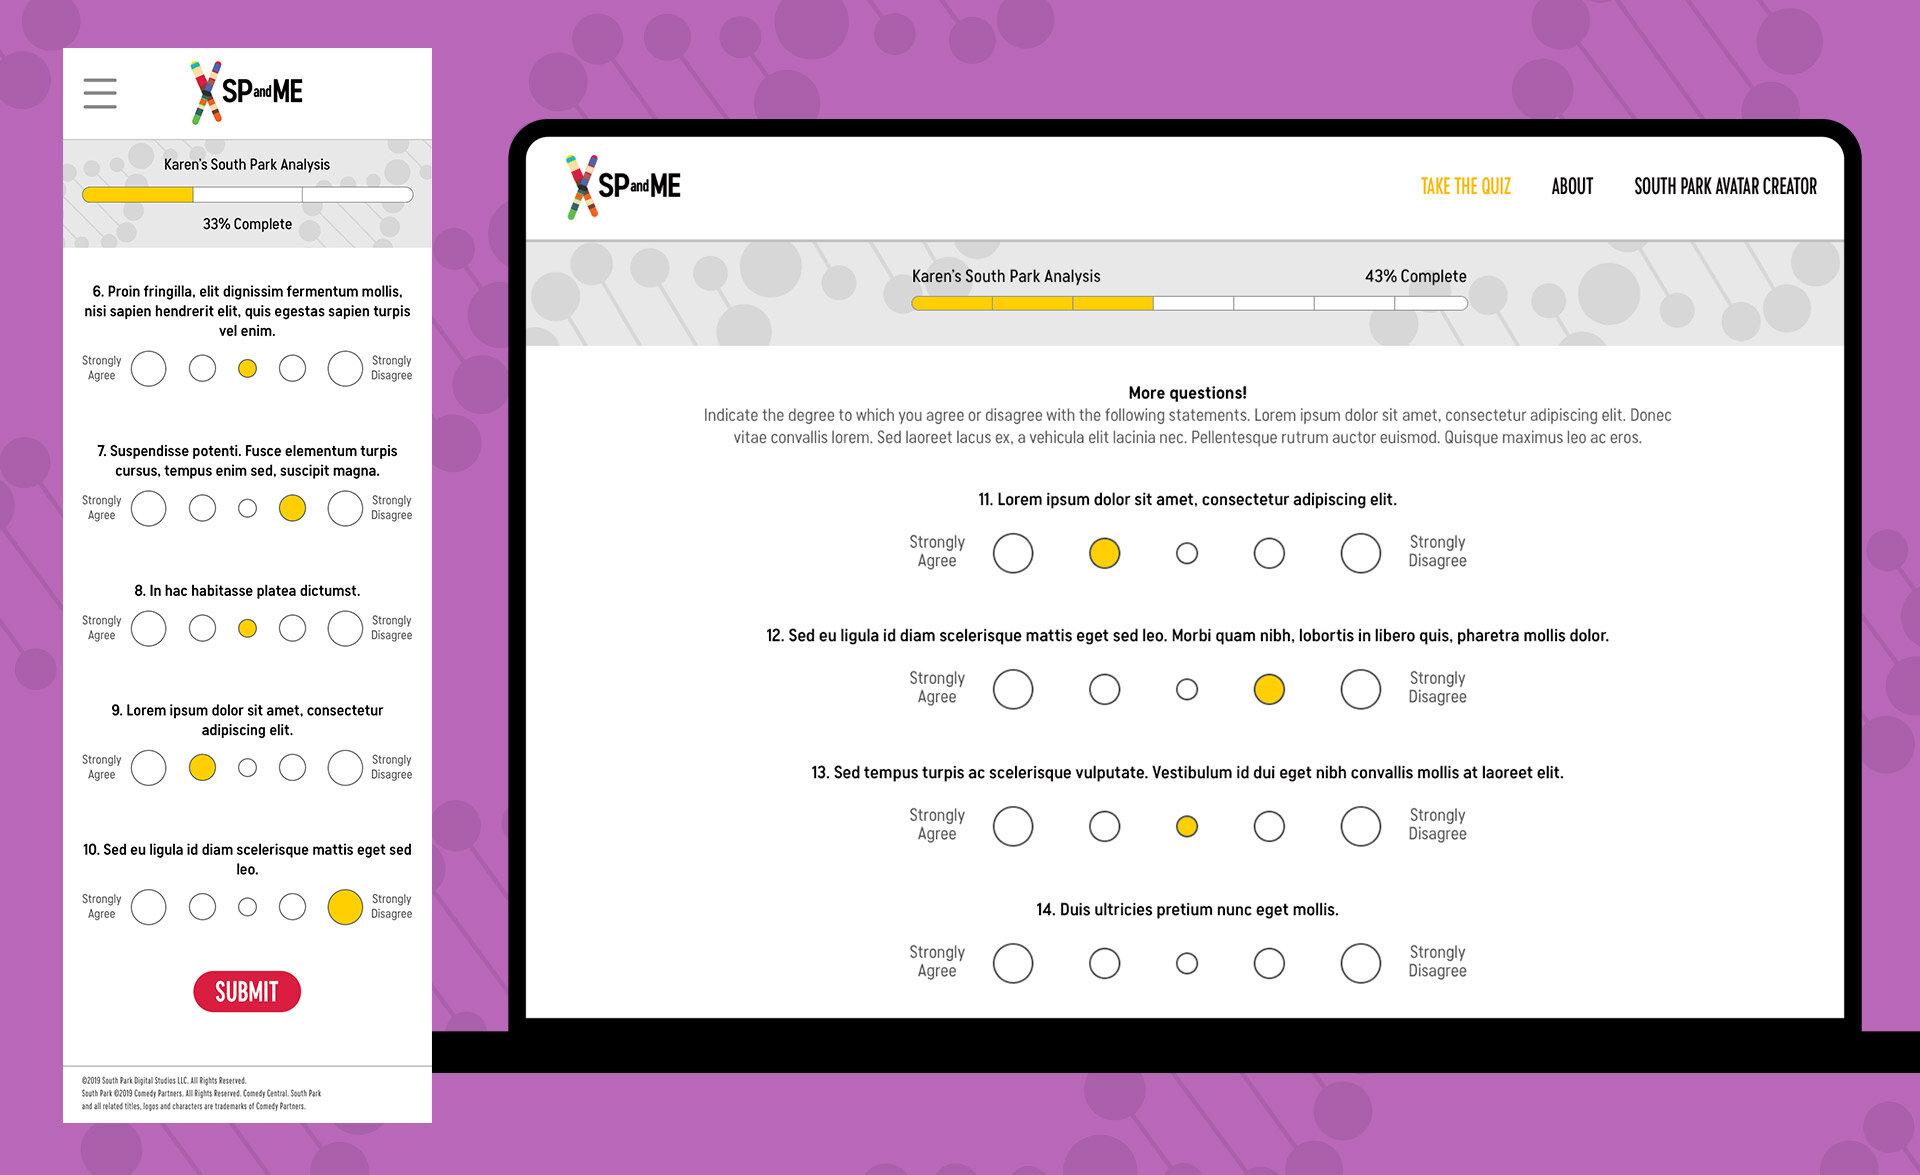 SP and ME
Karen's South Park Analysis
33% Complete
6. Proin fringilla, elit dignissim fermentum mollis,
nisi sapien hendrerit elit, quis egestas sapien turpis
vel enim.
Strongly
Agree
Strongly
Disagree
7. Suspendisse potenti. Fusce elementum turpis
cursus, tempus enim sed, suscipit magna.
Strongly
Agree
Strongly
Disagree
8. In hac habitasse platea dictumst.
Strongly
Agree
Strongly
Disagree
9. Lorem ipsum dolor sit amet, consectetur
adipiscing elit.
Strongly
Agree
Strongly
Disagree
10. Sed eu ligula id diam scelerisque mattis eget sed
leo.
Strongly
Agree
Strongly
Disagree
SUBMIT
©2019 South Park Digital Studios LLC. All Rights Reserved.
South Park ©2019 Comedy Partners. All Rights Reserved. Comedy Central. South Park
and all related titles, logos and characters are trademarks of Comedy Partners.
SP and ME
TAKE THE QUIZ
ABOUT
SOUTH PARK AVATAR CREATOR
Karen's South Park Analysis
43% Complete
More questions!
Indicate the degree to which you agree or disagree with the following statements. Lorem ipsum dolor sit amet, consectetur adipiscing elit. Donec
vitae convallis lorem. Sed laoreet lacus ex, a vehicula elit lacinia nec. Pellentesque rutrum auctor euismod. Quisque maximus leo ac eros.
11. Lorem ipsum dolor sit amet, consectetur adipiscing elit.
Strongly
Agree
Strongly
Disagree
12. Sed eu ligula id diam scelerisque mattis eget sed leo. Morbi quam nibh, lobortis in libero quis, pharetra mollis dolor.
Strongly
Agree
Strongly
Disagree
13. Sed tempus turpis ac scelerisque vulputate. Vestibulum id dui eget nibh convallis mollis at laoreet elit.
Strongly
Agree
Strongly
Disagree
14. Duis ultricies pretium nunc eget mollis.
Strongly
Agree
Strongly
Disagree